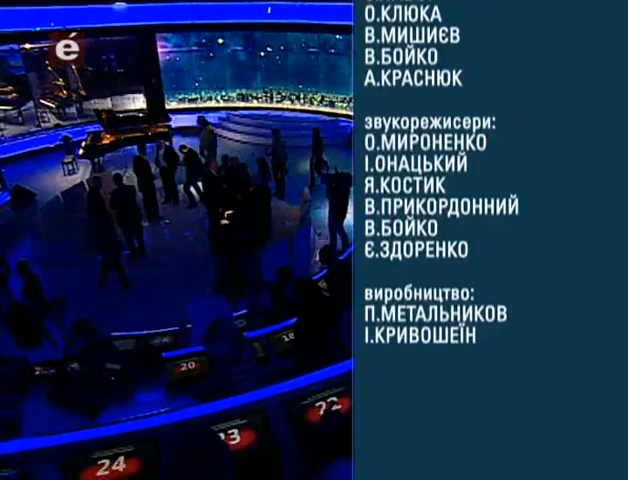 é
О.КЛЮКА
В.МИШИЄВ
В.БОЙКО
А.КРАСНЮК
звукорежисери:
О.МИРОНЕНКО
І.ОНАЦЬКИЙ
Я.КОСТИК
В.ПРИКОРДОННИЙ
В.БОЙКО
Є.ЗДОРЕНКО
виробництво:
П.МЕТАЛЬНИКОВ
І.КРИВОШЕЇН
20
22
23
24